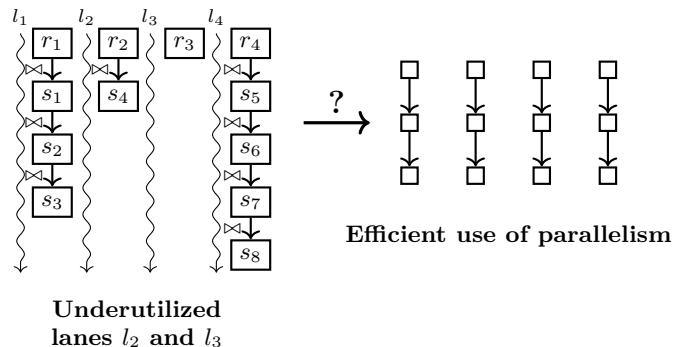 l₁ l₂ l₃ l₄
r₁ r₂ r₃ r₄
⋈ ⋈ ⋈
s₁ s₄ s₅
?
⋈ ⋈
s₂ s₆
⋈ ⋈
s₃ s₇
⋈
s₈
Efficient use of parallelism
Underutilized
lanes l₂ and l₃